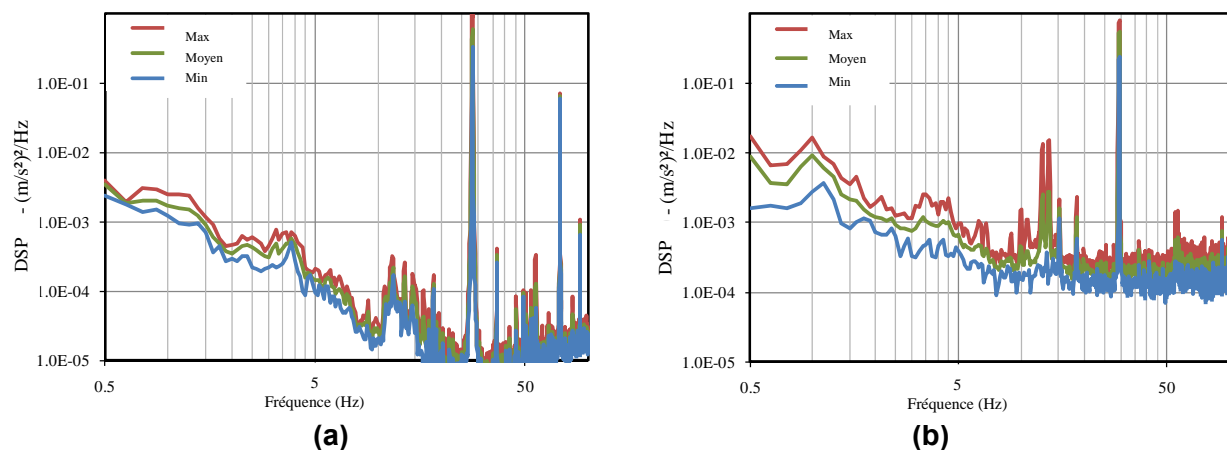 Max
Moyen
Min
1.0E-01
1.0E-02
1.0E-03
1.0E-04
1.0E-05
DSP - (m/s²)²/Hz
0.5
5
50
Fréquence (Hz)
(a)
Max
Moyen
Min
1.0E-01
1.0E-02
1.0E-03
1.0E-04
1.0E-05
DSP - (m/s²)²/Hz
0.5
5
50
Fréquence (Hz)
(b)